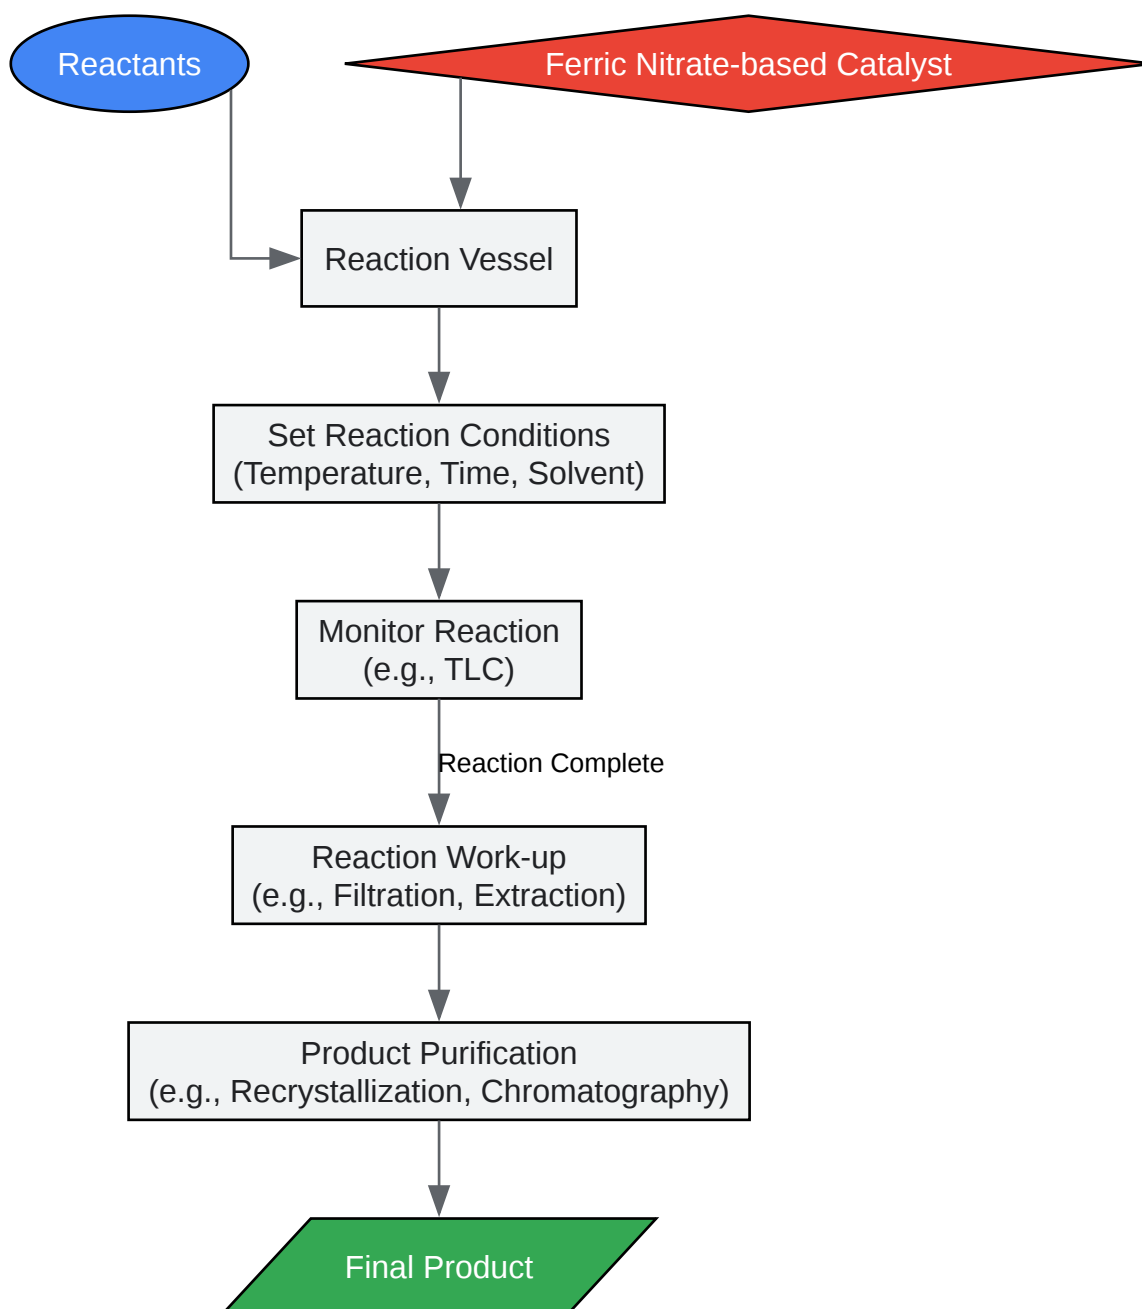 Reactants
Ferric Nitrate-based Catalyst
Reaction Vessel
Set Reaction Conditions
(Temperature, Time, Solvent)
Monitor Reaction
(e.g., TLC)
Reaction Complete
Reaction Work-up
(e.g., Filtration, Extraction)
Product Purification
(e.g., Recrystallization, Chromatography)
Final Product